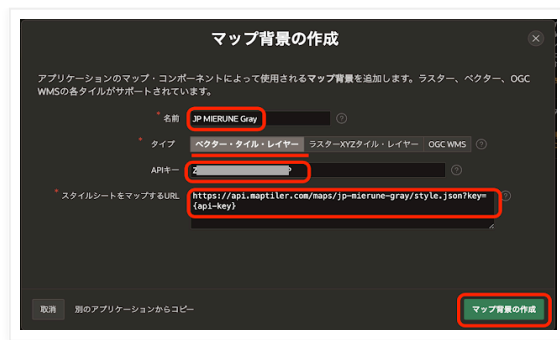 マップ背景の作成
アプリケーションのマップ・コンポーネントによって使用されるマップ背景を追加します。ラスター、ベクター、OGC
WMSの各タイルがサポートされています。
* 名前 JP MIERUNE Gray ?
* タイプ ベクター・タイル・レイヤー ラスターXYZタイル・レイヤー OGC WMS ?
APIキー Z ?
* スタイルシートをマップするURL https://api.maptiler.com/maps/jp-mierune-gray/style.json?key= ?
{api-key}
取消 別のアプリケーションからコピー マップ背景の作成